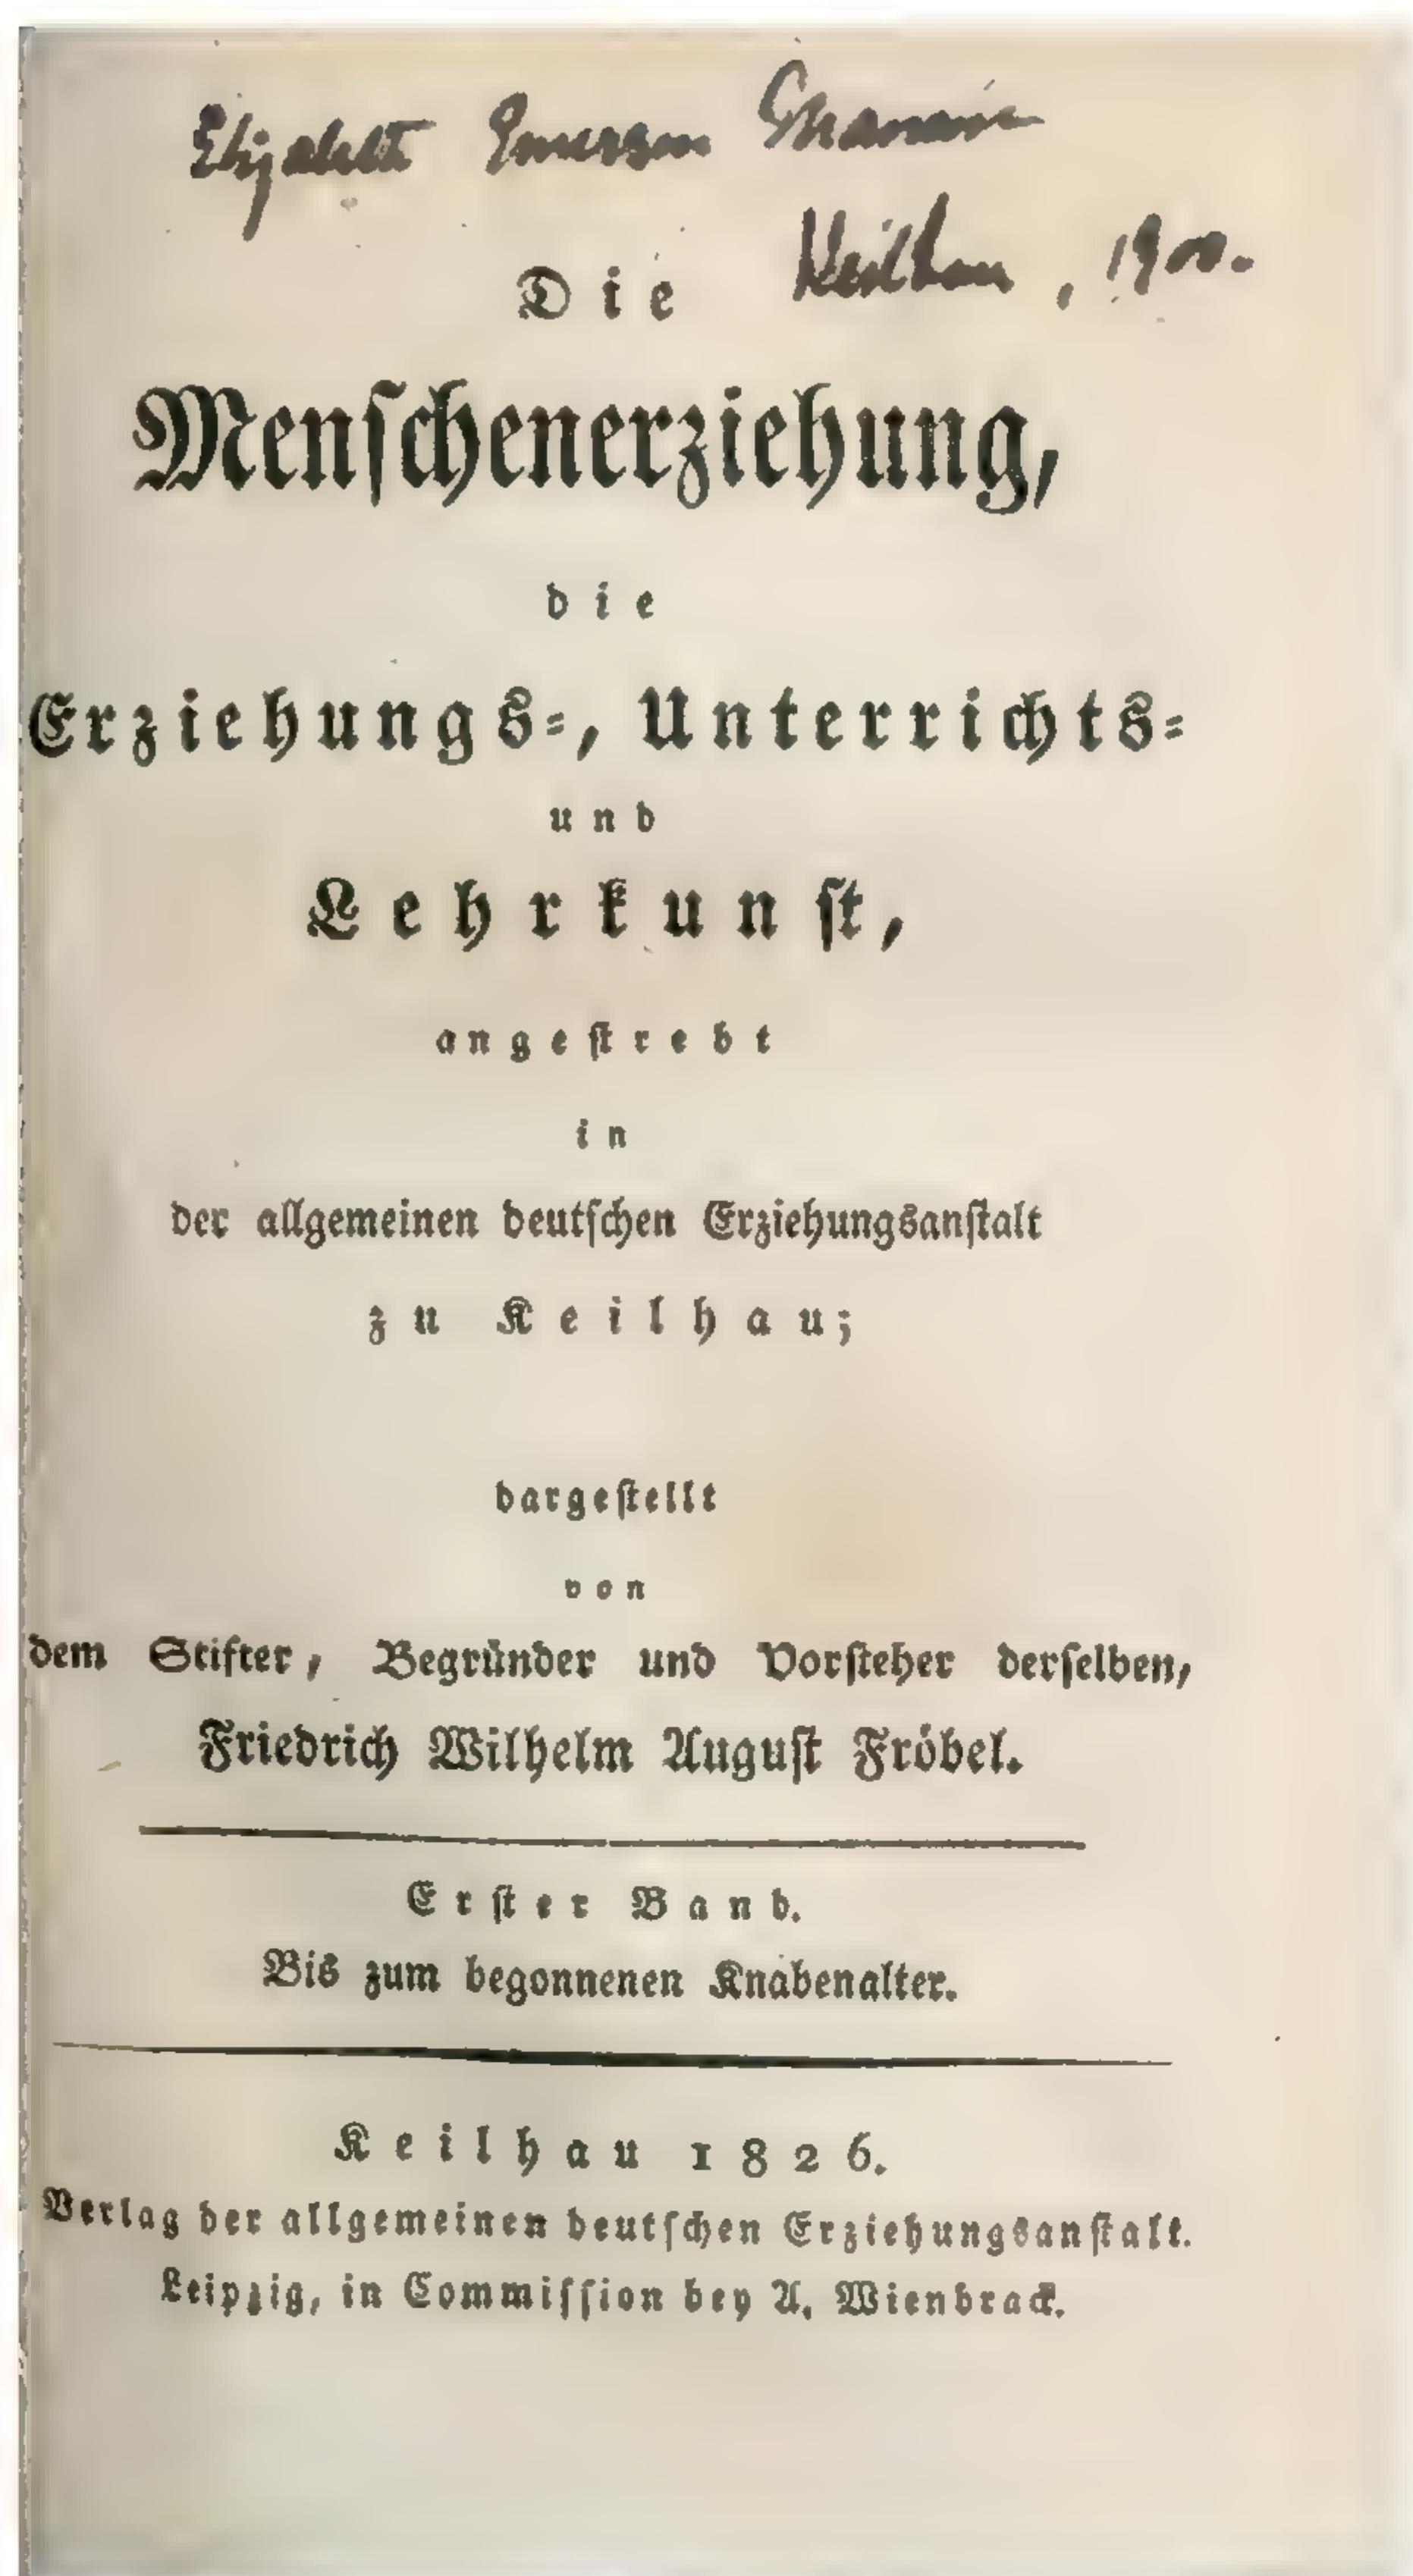 Elizabeth Emerson
Keilhau, 1900.
Die
Menſchenerziehung,
die
Erziehungs-, Unterrichts-
und
Lehrkunſt,
angeſtrebt
in
der allgemeinen deutſchen Erziehungsanſtalt
zu Keilhau;
dargeſtellt
von
dem Stifter, Begründer und Vorſteher derſelben,
Friedrich Wilhelm Auguſt Fröbel.
Erſter Band.
Bis zum begonnenen Knabenalter.
Keilhau 1826.
Verlag der allgemeinen deutſchen Erziehungsanſtalt.
Leipzig, in Commiſſion bey A. Wienbrack.